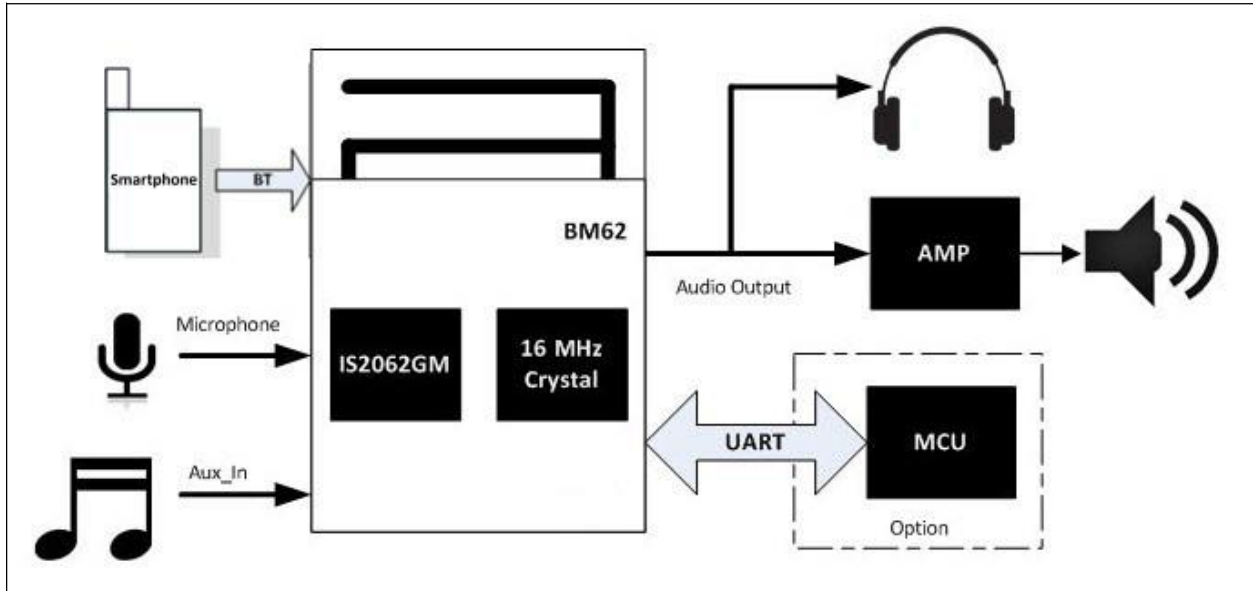 Smartphone
BT
BM62
Audio Output
AMP
Microphone
IS2062GM
16 MHz
Crystal
UART
MCU
Aux_In
Option